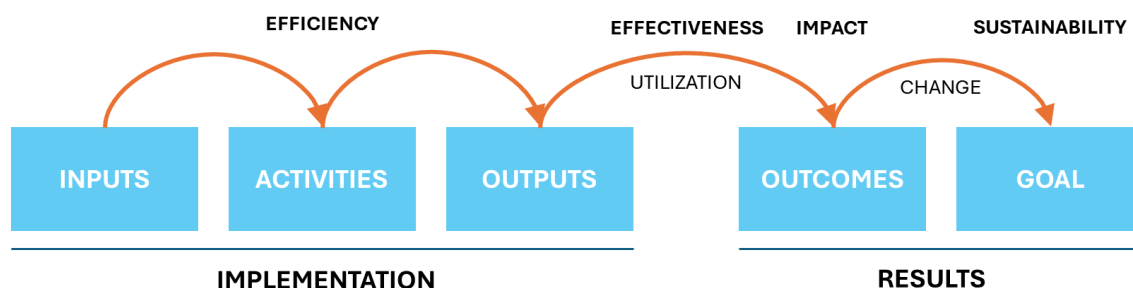 EFFICIENCY
EFFECTIVENESS IMPACT SUSTAINABILITY
UTILIZATION
CHANGE
INPUTS ACTIVITIES OUTPUTS OUTCOMES GOAL
IMPLEMENTATION RESULTS